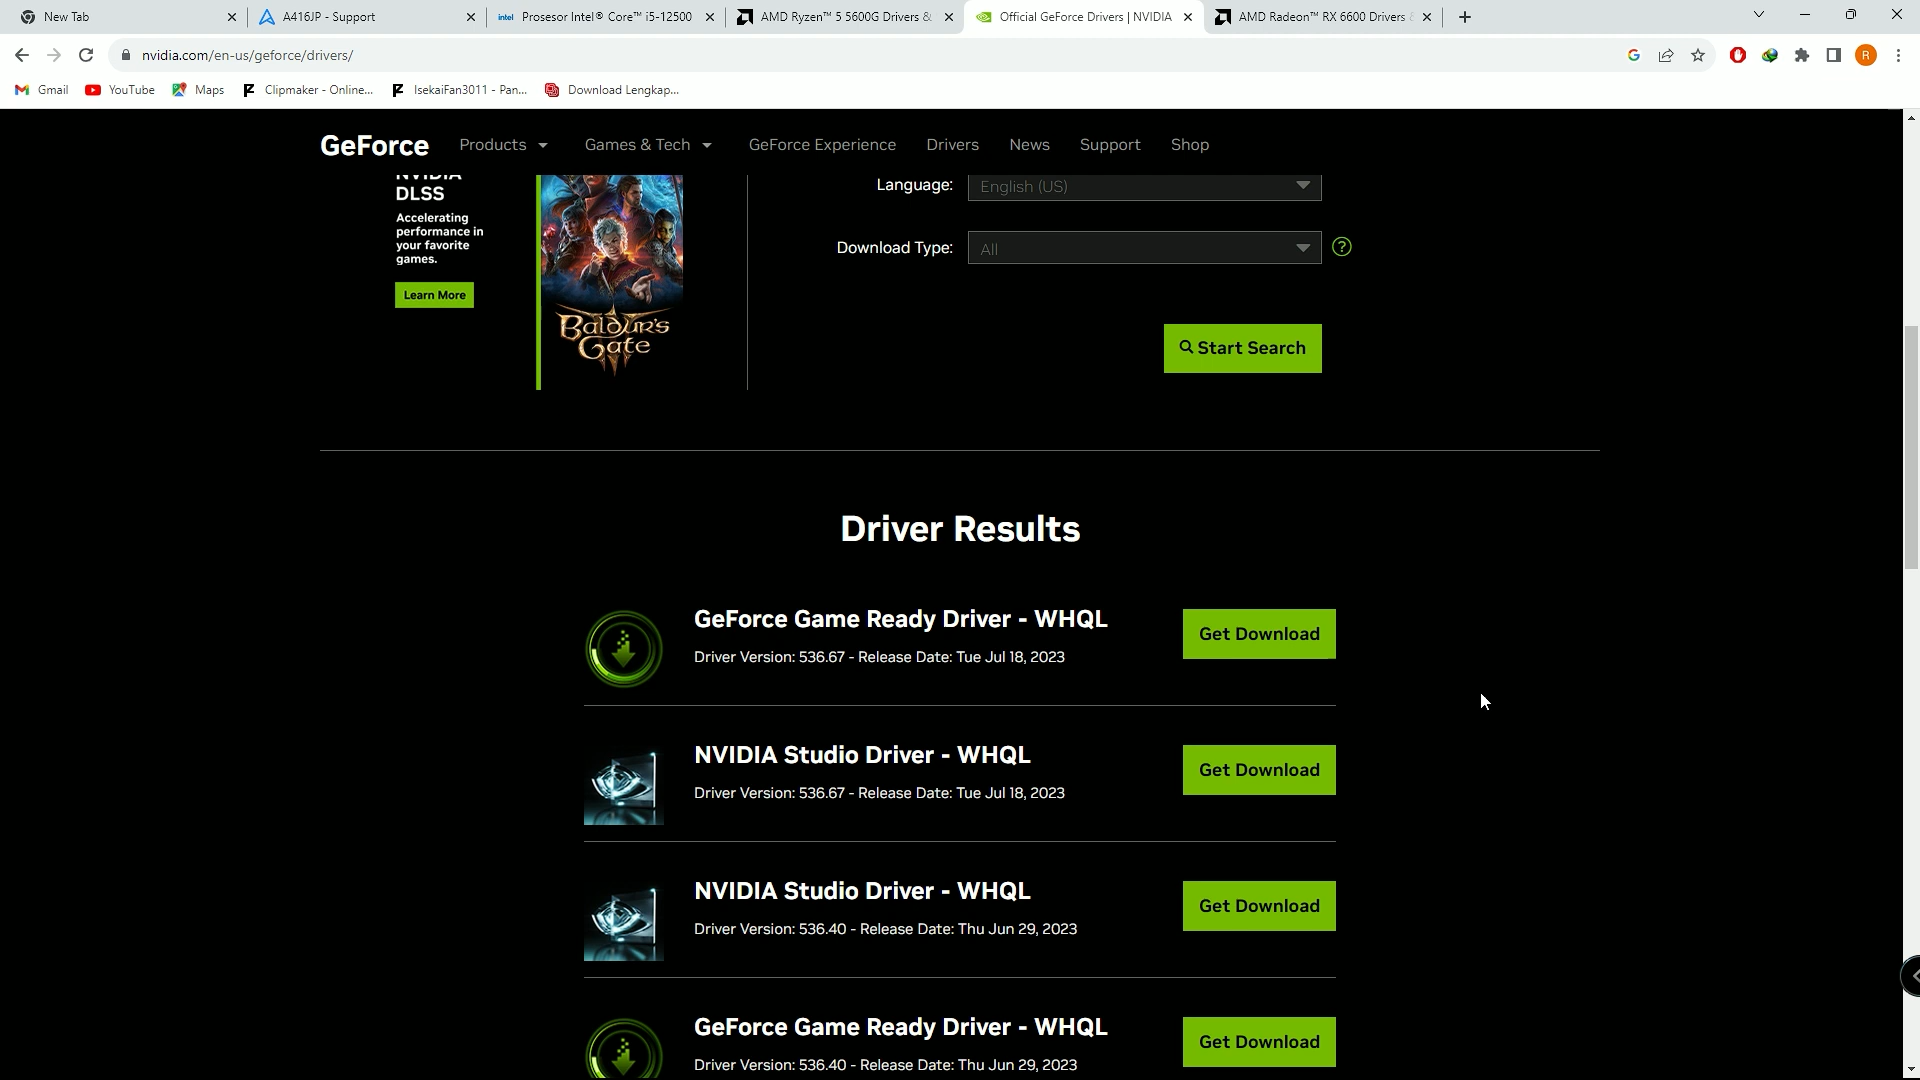 New Tab
A416JP - Support
intel Prosesor Intel® Core™ i5-12500
AMD Ryzen™ 5 5600G Drivers &
Official GeForce Drivers | NVIDIA
AMD Radeon™ RX 6600 Drivers
nvidia.com/en-us/geforce/drivers/
R
Gmail
YouTube
Maps
Clipmaker - Online...
IsekaiFan3011 - Pan...
Download Lengkap...
GeForce
Products
Games & Tech
GeForce Experience
Drivers
News
Support
Shop
NVIDIA
DLSS
Accelerating
performance in
your favorite
games.
Learn More
Baldur's
Gate
Language:
English (US)
Download Type:
All
?
Start Search
Driver Results
GeForce Game Ready Driver - WHQL
Driver Version: 536.67 - Release Date: Tue Jul 18, 2023
Get Download
NVIDIA Studio Driver - WHQL
Driver Version: 536.67 - Release Date: Tue Jul 18, 2023
Get Download
NVIDIA Studio Driver - WHQL
Driver Version: 536.40 - Release Date: Thu Jun 29, 2023
Get Download
GeForce Game Ready Driver - WHQL
Driver Version: 536.40 - Release Date: Thu Jun 29, 2023
Get Download